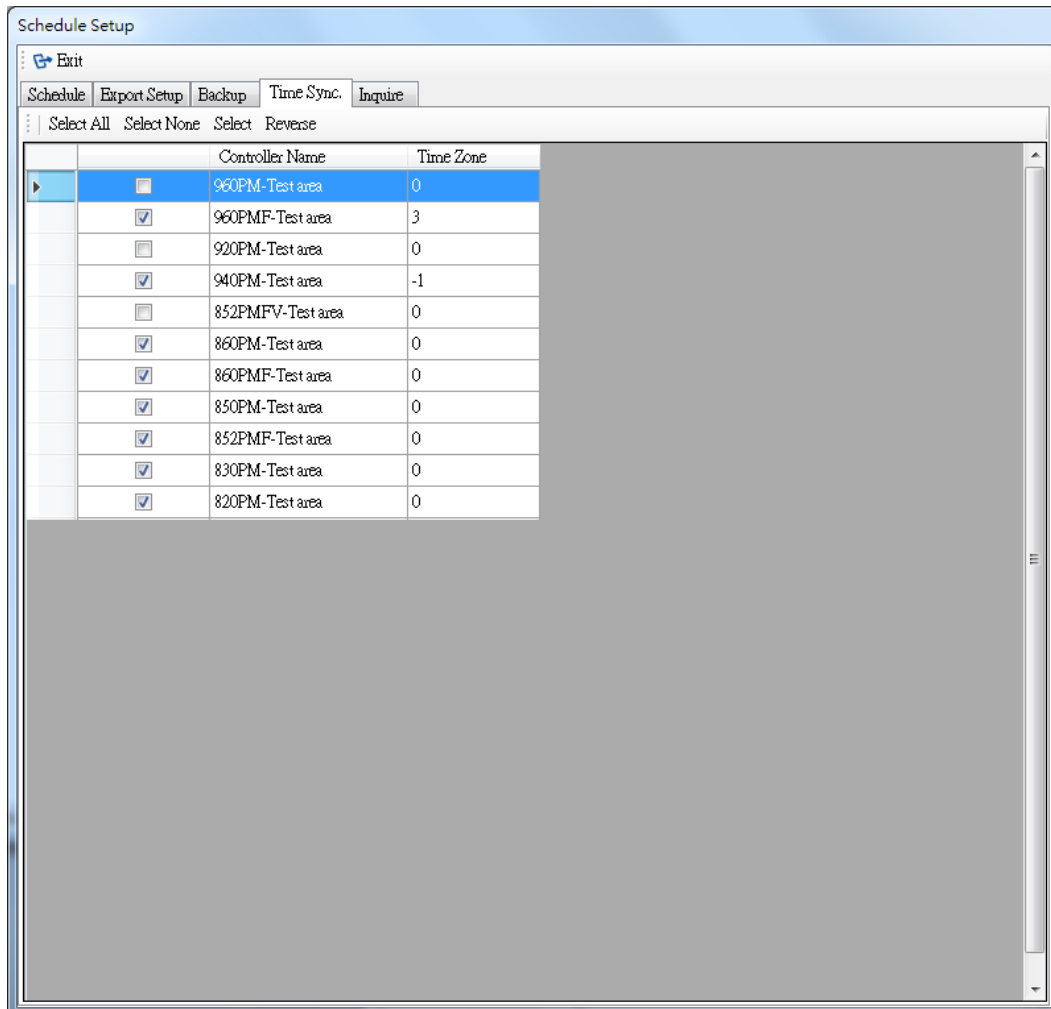 Schedule Setup
Exit
Schedule Export Setup Backup Time Sync. Inquire
Select All Select None Select Reverse
Controller Name Time Zone
960PM-Test area 0
960PMF-Test area 3
920PM-Test area 0
940PM-Test area -1
852PMFV-Test area 0
860PM-Test area 0
860PMF-Test area 0
850PM-Test area 0
852PMF-Test area 0
830PM-Test area 0
820PM-Test area 0